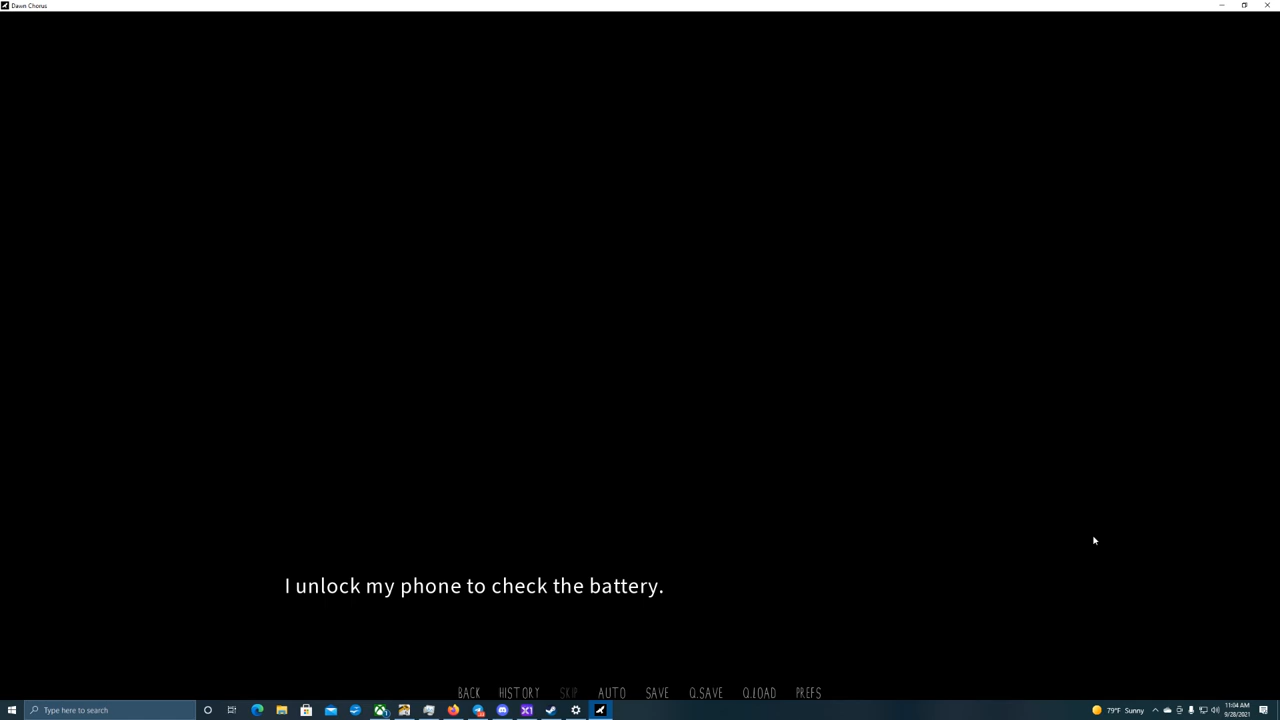 Dawn Chorus
I unlock my phone to check the battery.
BACK HISTORY SKIP AUTO SAVE Q.SAVE Q.LOAD PREFS
Type here to search
79°F Sunny
11:04 AM
9/28/2021